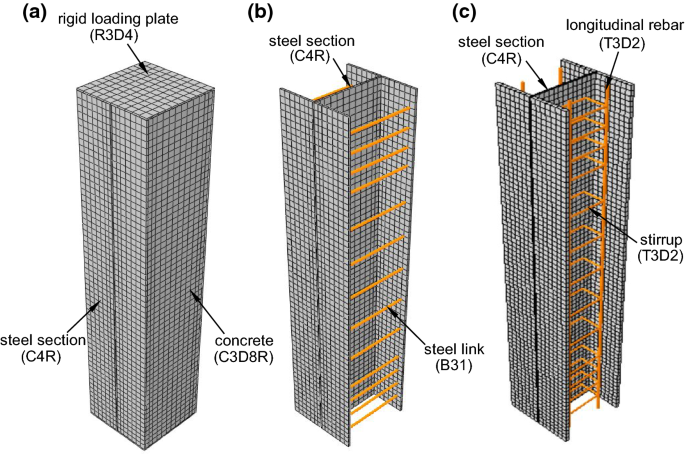 (a)
rigid loading plate
(R3D4)
steel section
(C4R)
concrete
(C3D8R)
(b)
steel section
(C4R)
steel link
(B31)
(c)
longitudinal rebar
(T3D2)
steel section
(C4R)
stirrup
(T3D2)